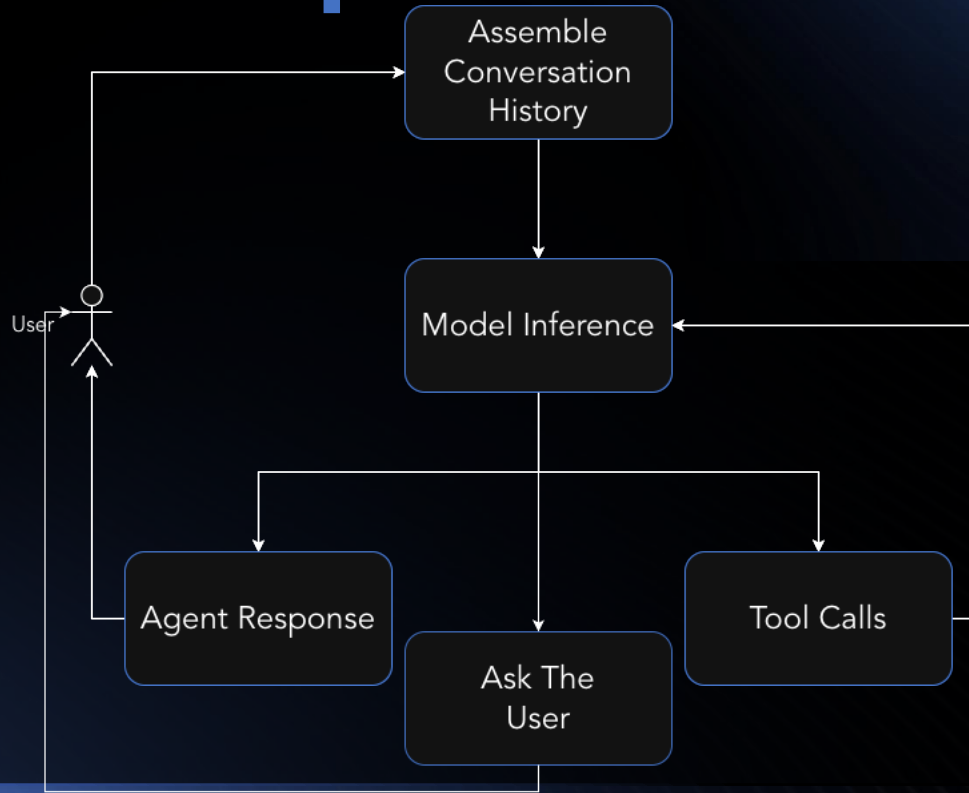 Assemble
Conversation
History
User
Model Inference
Agent Response
Tool Calls
Ask The
User